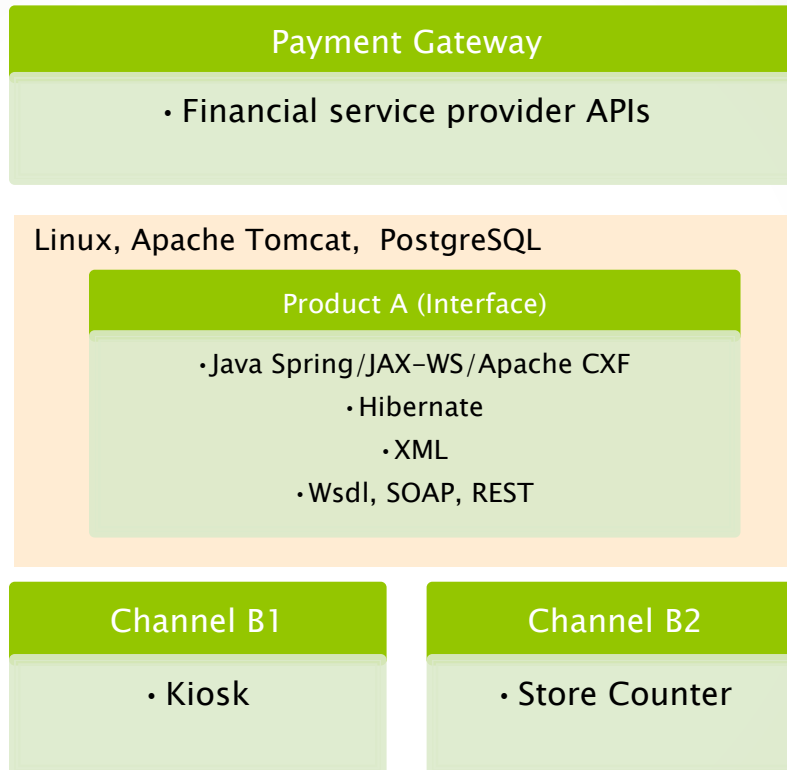 Payment Gateway
• Financial service provider APIs
Linux, Apache Tomcat,  PostgreSQL
Product A (Interface)
•Java Spring/JAX-WS/Apache CXF
•Hibernate
•XML
•Wsdl, SOAP, REST
Channel B1
• Kiosk
Channel B2
• Store Counter